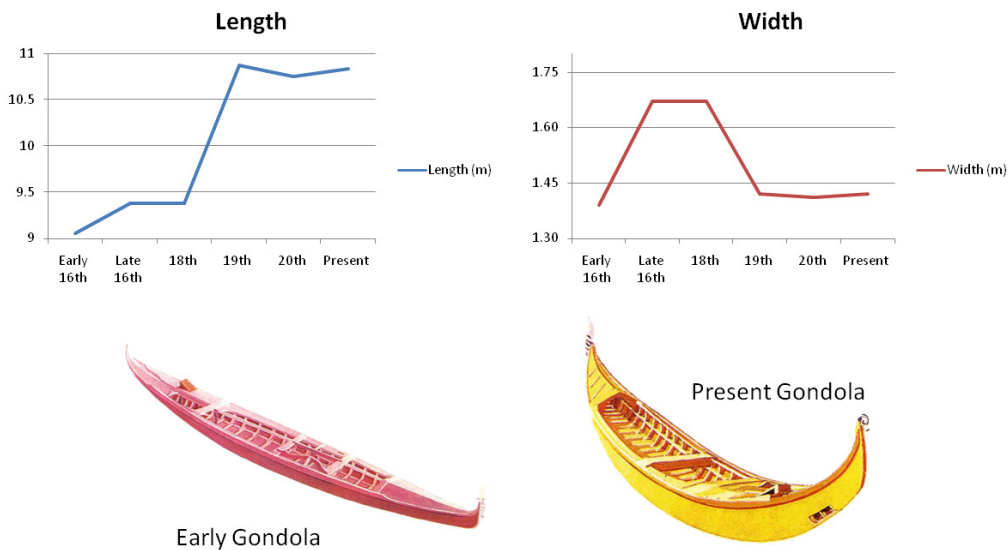 Length
11
10.5
10
9.5
9
Early 16th
Late 16th
18th
19th
20th
Present
Length (m)
Width
1.75
1.60
1.45
1.30
Early 16th
Late 16th
18th
19th
20th
Present
Width (m)
Early Gondola
Present Gondola